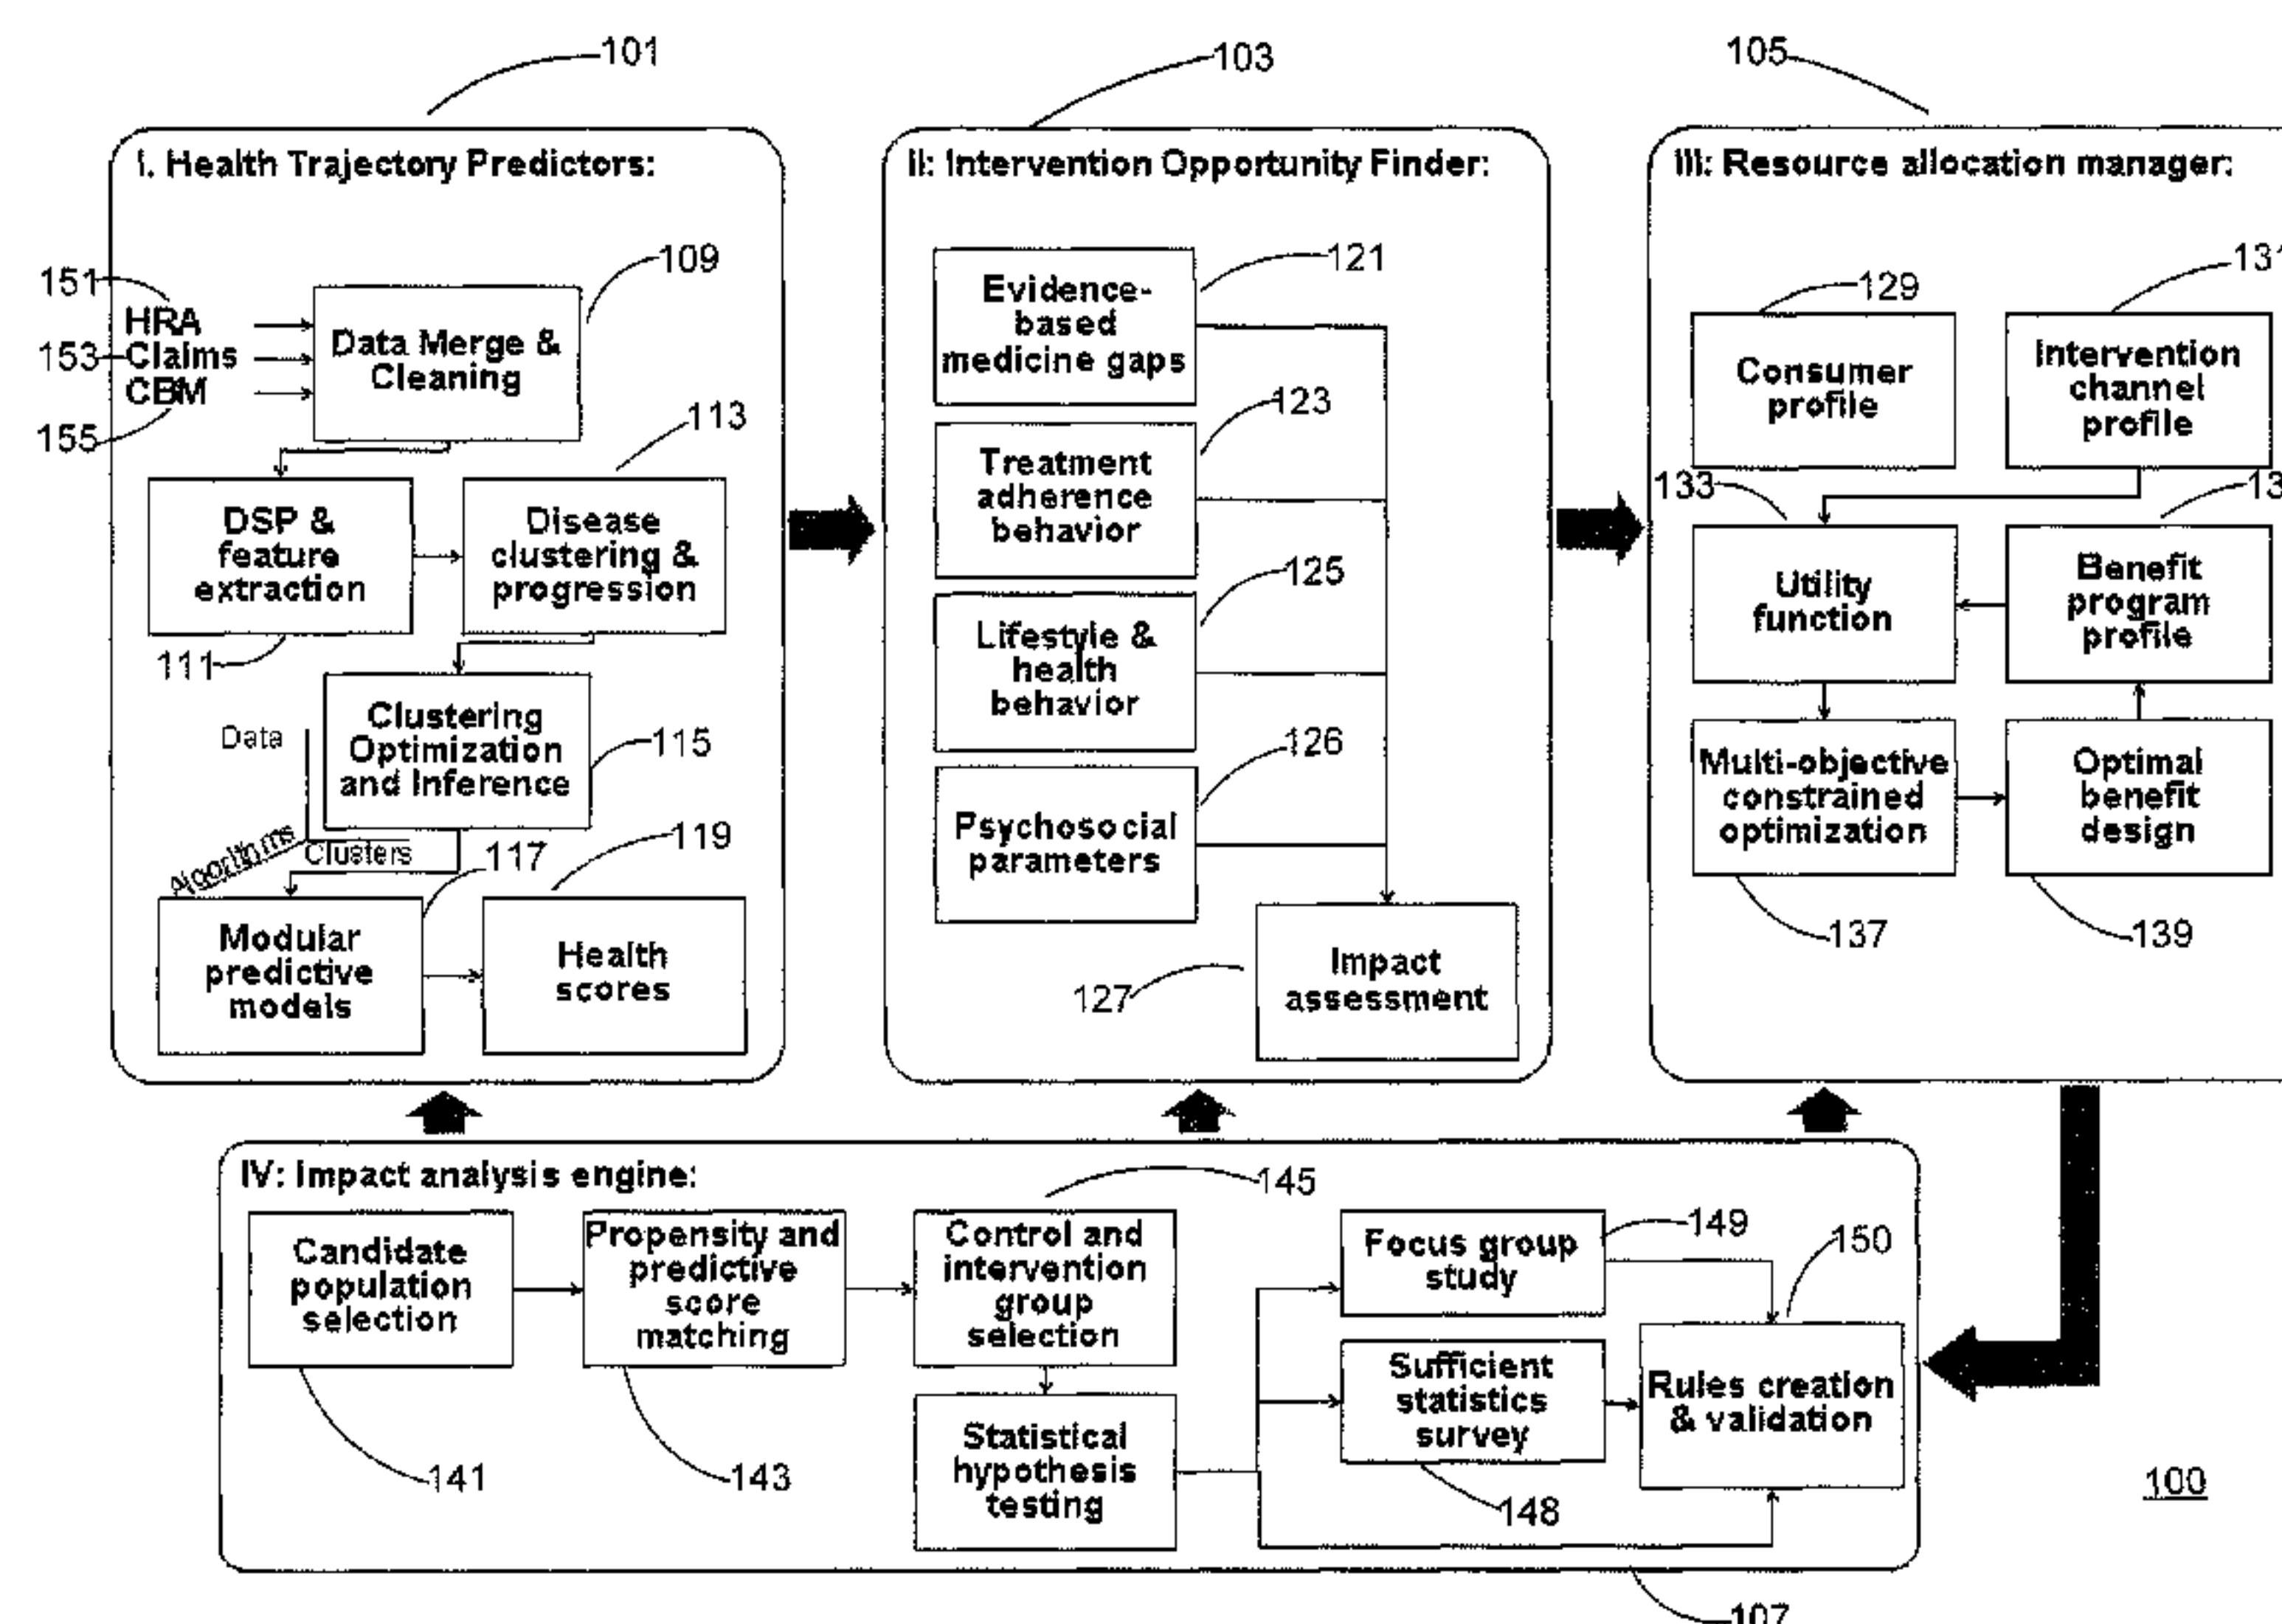 101
103
105
I. Health Trajectory Predictors:
151
HRA
153
Claims
CBM
155
109
Data Merge &
Cleaning
113
DSP &
feature
extraction
111
Disease
clustering &
progression
Clustering
Optimization
and Inference
115
Data
Algorithms
Clusters
117
119
Modular
predictive
models
Health
scores
II: Intervention Opportunity Finder:
121
Evidence-
based
medicine gaps
123
Treatment
adherence
behavior
125
Lifestyle &
health
behavior
126
Psychosocial
parameters
127
Impact
assessment
III: Resource allocation manager:
129
131
Consumer
profile
Intervention
channel
profile
133
Utility
function
Benefit
program
profile
Multi-objective
constrained
optimization
Optimal
benefit
design
137
139
IV: Impact analysis engine:
145
Candidate
population
selection
Propensity and
predictive
score
matching
Control and
intervention
group
selection
141
143
Statistical
hypothesis
testing
Focus group
study
149
150
Sufficient
statistics
survey
148
Rules creation
& validation
100
107